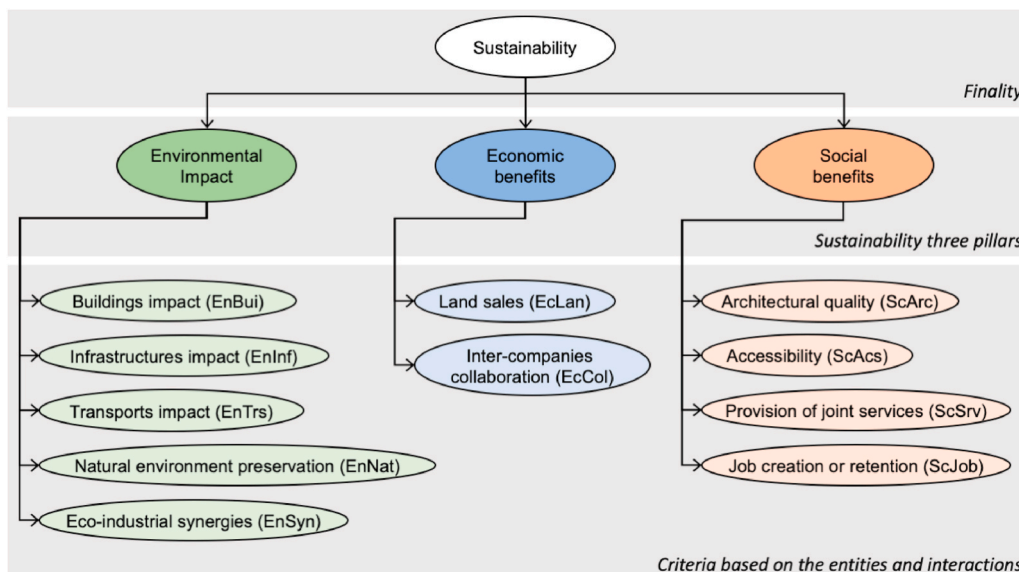 Sustainability
Finality
Environmental
Impact
Economic
benefits
Social
benefits
Sustainability three pillars
Buildings impact (EnBui)
Infrastructures impact (EnInf)
Transports impact (EnTrs)
Natural environment preservation (EnNat)
Eco-industrial synergies (EnSyn)
Land sales (EcLan)
Inter-companies
collaboration (EcCol)
Architectural quality (ScArc)
Accessibility (ScAcs)
Provision of joint services (ScSrv)
Job creation or retention (ScJob)
Criteria based on the entities and interactions